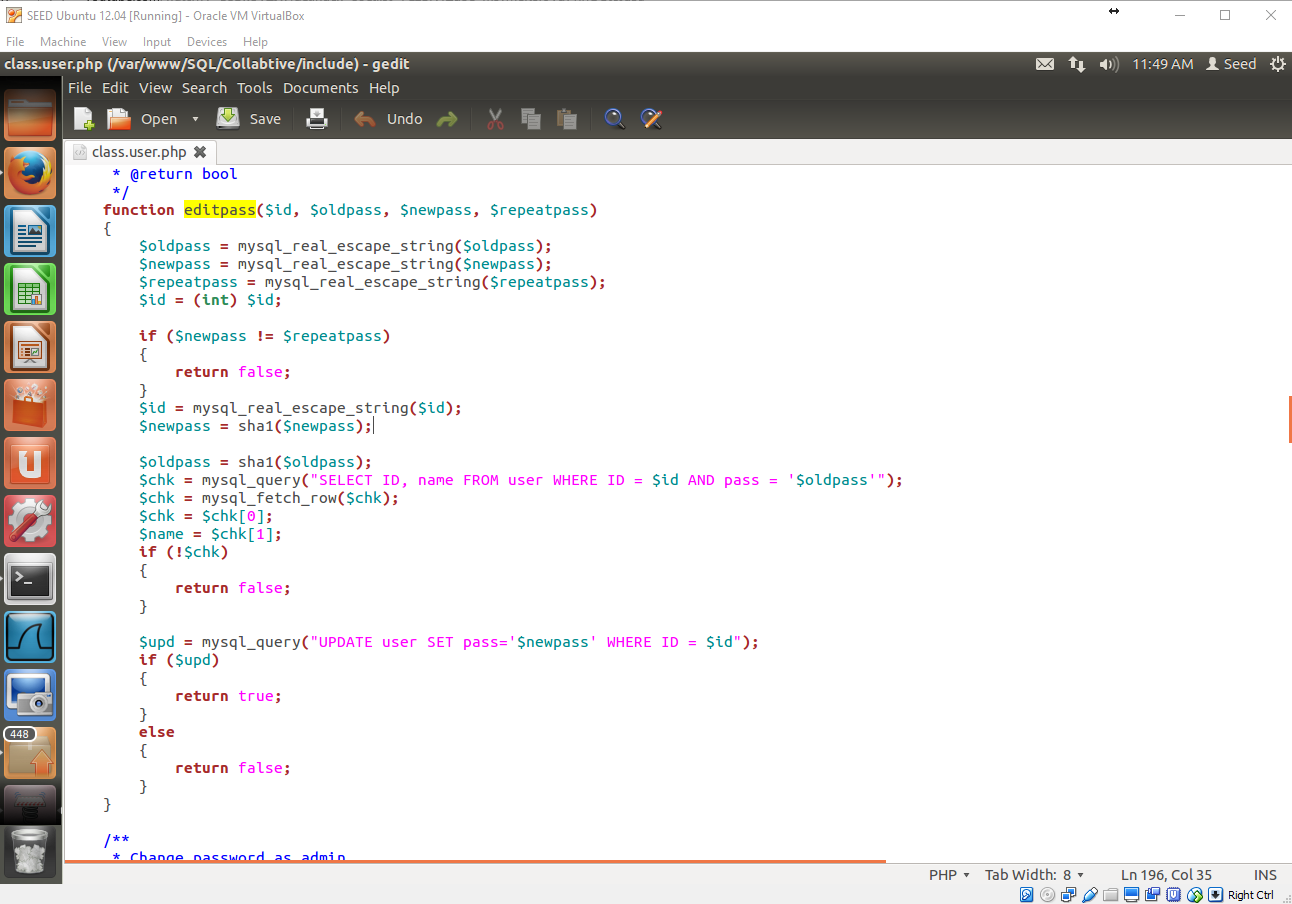 SEED Ubuntu 12.04 [Running] - Oracle VM VirtualBox
File Machine View Input Devices Help
class.user.php (/var/www/SQL/Collabtive/include) - gedit 11:49 AM Seed
File Edit View Search Tools Documents Help
Open Save Undo
class.user.php
* @return bool
*/
function editpass($id, $oldpass, $newpass, $repeatpass)
{
$oldpass = mysql_real_escape_string($oldpass);
$newpass = mysql_real_escape_string($newpass);
$repeatpass = mysql_real_escape_string($repeatpass);
$id = (int) $id;
if ($newpass != $repeatpass)
{
return false;
}
$id = mysql_real_escape_string($id);
$newpass = sha1($newpass);
$oldpass = sha1($oldpass);
$chk = mysql_query("SELECT ID, name FROM user WHERE ID = $id AND pass = '$oldpass'");
$chk = mysql_fetch_row($chk);
$chk = $chk[0];
$name = $chk[1];
if (!$chk)
{
return false;
}
$upd = mysql_query("UPDATE user SET pass='$newpass' WHERE ID = $id");
if ($upd)
{
return true;
}
else
{
return false;
}
}
/**
* Change password as admin
448
PHP Tab Width: 8 Ln 196, Col 35 INS
Right Ctrl